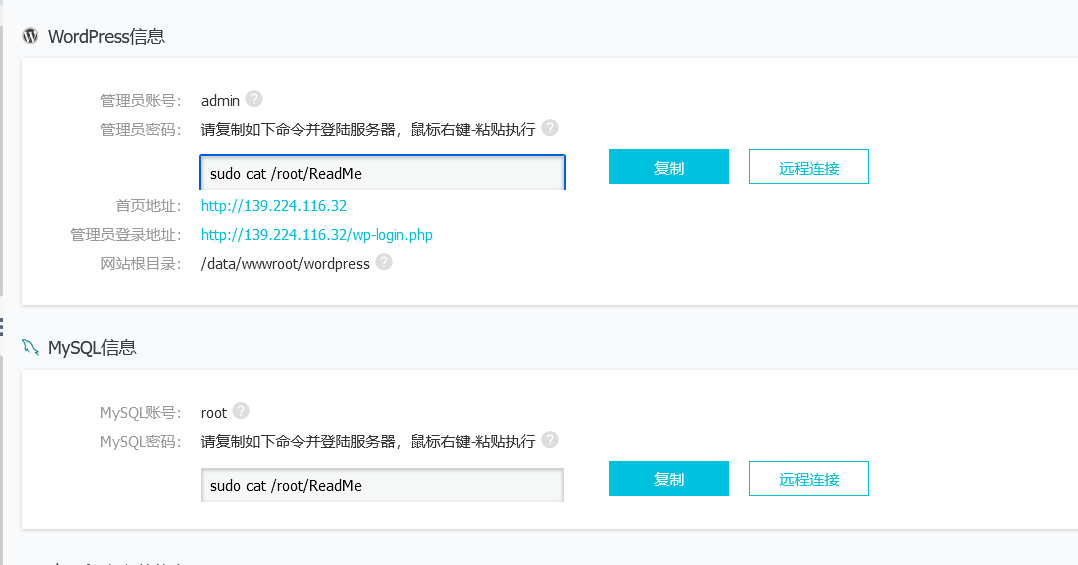 WordPress信息
管理员账号： admin
管理员密码： 请复制如下命令并登陆服务器，鼠标右键-粘贴执行
sudo cat /root/ReadMe 复制 远程连接
首页地址： http://139.224.116.32
管理员登录地址： http://139.224.116.32/wp-login.php
网站根目录： /data/wwwroot/wordpress
MySQL信息
MySQL账号： root
MySQL密码： 请复制如下命令并登陆服务器，鼠标右键-粘贴执行
sudo cat /root/ReadMe 复制 远程连接